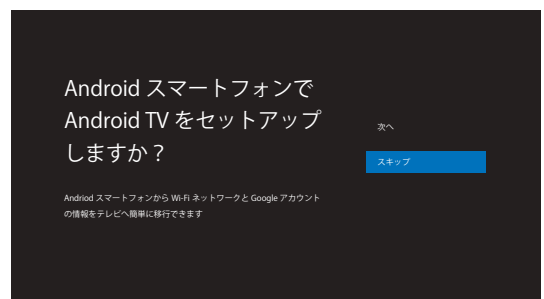 Android スマートフォンで
Android TV をセットアップ
しますか？
次へ
スキップ
Andriod スマートフォンから Wi-Fi ネットワークと Google アカウント
の情報をテレビへ簡単に移行できます